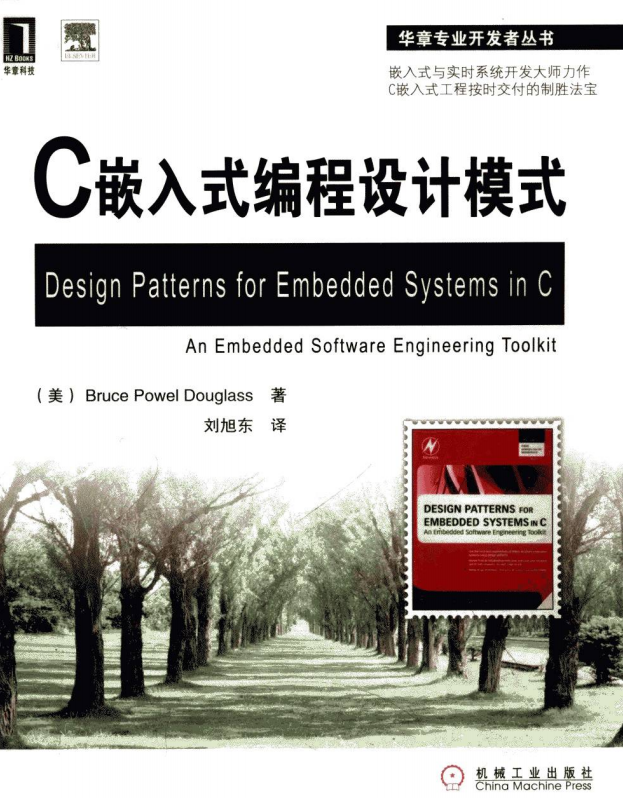 HZ BOOKS
华章科技
ELSEVIER
华章专业开发者丛书
嵌入式与实时系统开发大师力作
C嵌入式工程按时交付的制胜法宝
C嵌入式编程设计模式
Design Patterns for Embedded Systems in C
An Embedded Software Engineering Toolkit
(美) Bruce Powel Douglass 著
刘旭东 译
DESIGN PATTERNS FOR
EMBEDDED SYSTEMS IN C
An Embedded Software Engineering Toolkit
机械工业出版社
China Machine Press